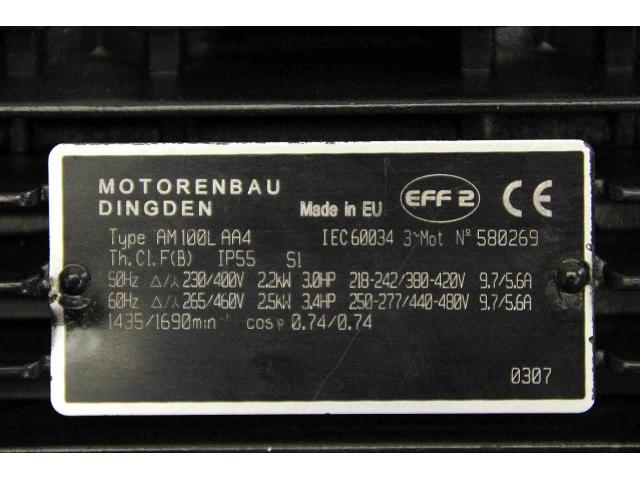 MOTORENBAU
DINGDEN Made in EU EFF 2 CE
Type AM100L AA4 IEC60034 3~Mot Nº 580269
Th.Cl.F(B) IP55 S1
50Hz △/⅄ 230/400V 2.2kW 3.0HP 218-242/380-420V 9.7/5.6A
60Hz △/⅄ 265/460V 2.5kW 3.4HP 250-277/440-480V 9.7/5.6A
1435/1690min⁻¹ cosφ 0.74/0.74
0307